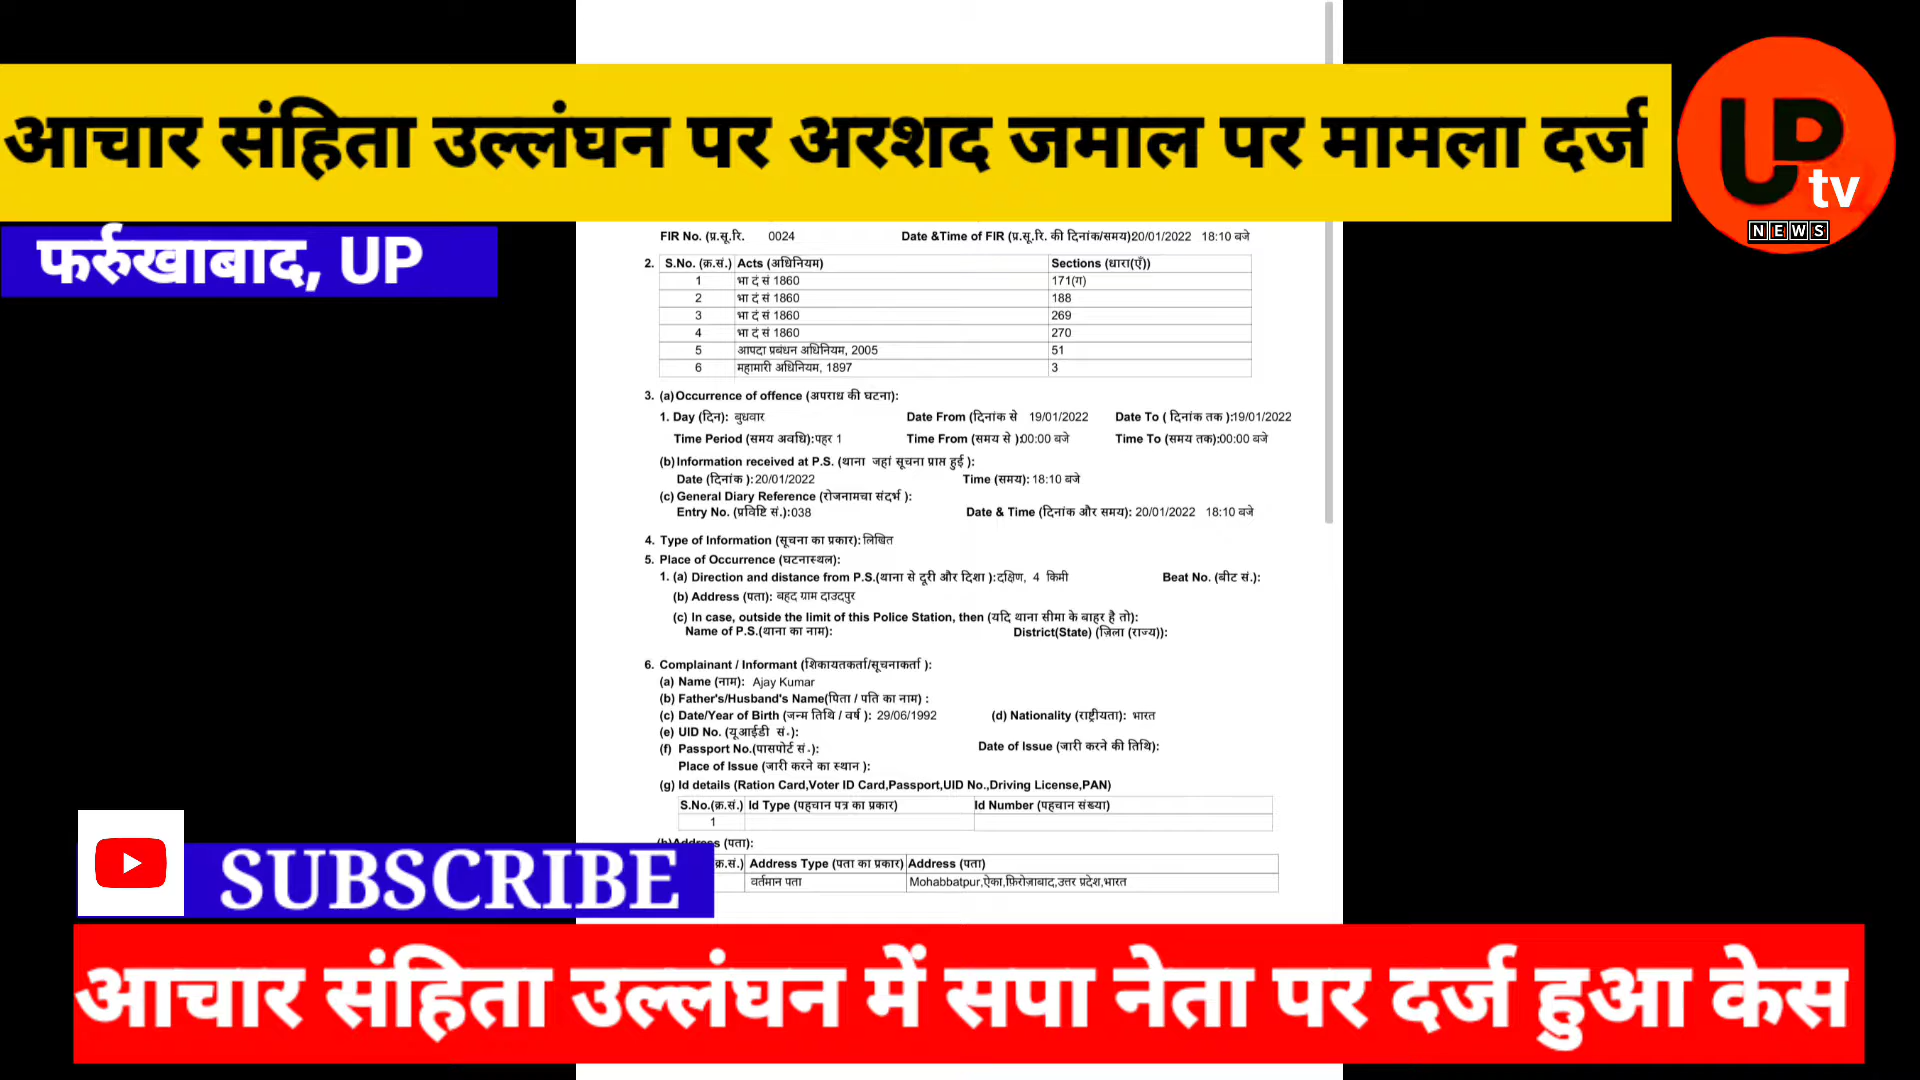 आचार संहिता उल्लंघन पर अरशद जमाल पर मामला दर्ज
UP
tv
NEWS
फर्रुखाबाद, UP
FIR No. (प्र.सू.रि. 0024 Date &Time of FIR (प्र.सू.रि. की दिनांक/समय)20/01/2022 18:10 बजे
2. S.No. (क्र.सं.) Acts (अधिनियम) Sections (धारा(एँ))
1 भा दं सं 1860 171(ग)
2 भा दं सं 1860 188
3 भा दं सं 1860 269
4 भा दं सं 1860 270
5 आपदा प्रबंधन अधिनियम, 2005 51
6 महामारी अधिनियम, 1897 3
3. (a) Occurrence of offence (अपराध की घटना):
1. Day (दिन): बुधवार Date From (दिनांक से 19/01/2022 Date To ( दिनांक तक ):19/01/2022
Time Period (समय अवधि):पहर 1 Time From (समय से ):00:00 बजे Time To (समय तक):00:00 बजे
(b) Information received at P.S. (थाना जहां सूचना प्राप्त हुई ):
Date (दिनांक ): 20/01/2022 Time (समय): 18:10 बजे
(c) General Diary Reference (रोजनामचा संदर्भ ):
Entry No. (प्रविष्टि सं.):038 Date & Time (दिनांक और समय): 20/01/2022 18:10 बजे
4. Type of Information (सूचना का प्रकार): लिखित
5. Place of Occurrence (घटनास्थल):
1. (a) Direction and distance from P.S.(थाना से दूरी और दिशा ):दक्षिण, 4 किमी Beat No. (बीट सं.):
(b) Address (पता): बहद ग्राम दाउदपुर
(c) In case, outside the limit of this Police Station, then (यदि थाना सीमा के बाहर है तो):
Name of P.S.(थाना का नाम): District(State) (ज़िला (राज्य)):
6. Complainant / Informant (शिकायतकर्ता/सूचनाकर्ता ):
(a) Name (नाम): Ajay Kumar
(b) Father's/Husband's Name(पिता / पति का नाम) :
(c) Date/Year of Birth (जन्म तिथि / वर्ष ): 29/06/1992 (d) Nationality (राष्ट्रीयता): भारत
(e) UID No. (यूआईडी सं.):
(f) Passport No.(पासपोर्ट सं.): Date of Issue (जारी करने की तिथि):
Place of Issue (जारी करने का स्थान ):
(g) Id details (Ration Card,Voter ID Card,Passport,UID No.,Driving License,PAN)
S.No.(क्र.सं.) Id Type (पहचान पत्र का प्रकार) Id Number (पहचान संख्या)
1
(h)Address (पता):
क्र.सं.) Address Type (पता का प्रकार) Address (पता)
वर्तमान पता Mohabbatpur,ऐका,फ़िरोज़ाबाद,उत्तर प्रदेश,भारत
SUBSCRIBE
आचार संहिता उल्लंघन में सपा नेता पर दर्ज हुआ केस